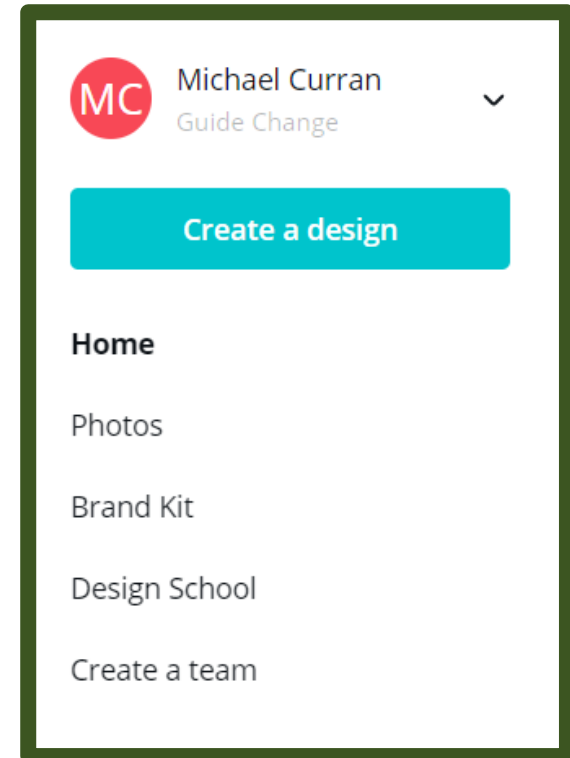 MC
Michael Curran
Guide Change
Create a design
Home
Photos
Brand Kit
Design School
Create a team